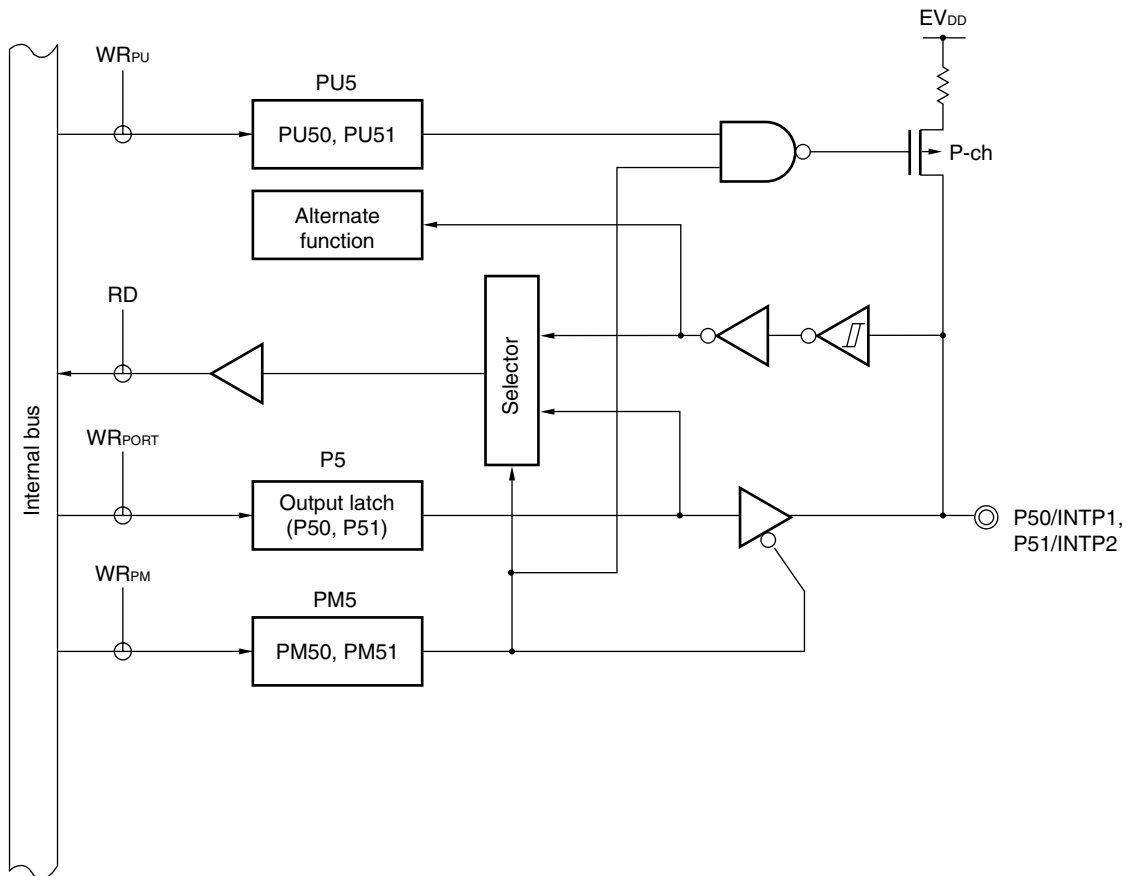 EVDD
WRPU
PU5
PU50, PU51
P-ch
Alternate
function
RD
Selector
Internal bus
WRPORT
P5
Output latch
(P50, P51)
P50/INTP1,
P51/INTP2
WRPM
PM5
PM50, PM51